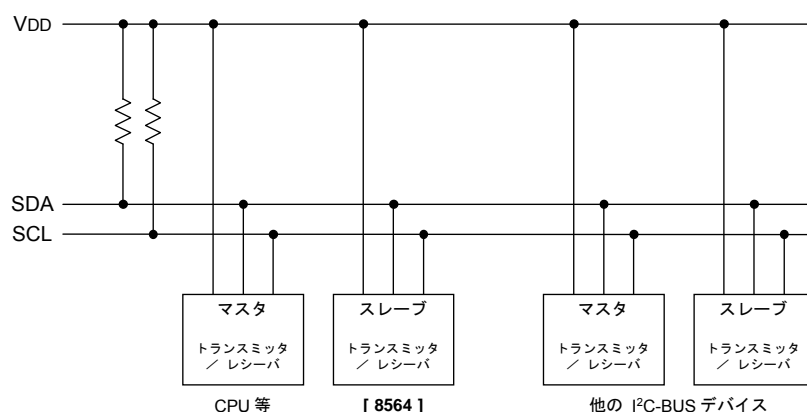 VDD
SDA
SCL
マスタ
トランスミッタ
／ レシーバ
スレーブ
トランスミッタ
／ レシーバ
マスタ
トランスミッタ
／ レシーバ
スレーブ
トランスミッタ
／ レシーバ
CPU 等
[ 8564 ]
他の I²C-BUS デバイス